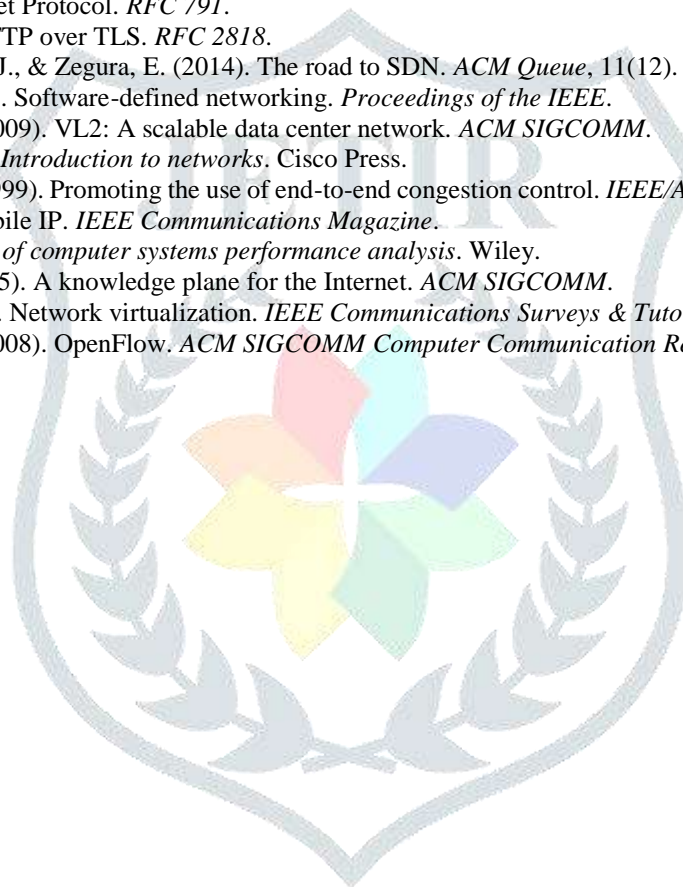 et Protocol. RFC 791.
TP over TLS. RFC 2818.
J., & Zegura, E. (2014). The road to SDN. ACM Queue, 11(12).
. Software-defined networking. Proceedings of the IEEE.
009). VL2: A scalable data center network. ACM SIGCOMM.
Introduction to networks. Cisco Press.
999). Promoting the use of end-to-end congestion control. IEEE/A
bile IP. IEEE Communications Magazine.
of computer systems performance analysis. Wiley.
5). A knowledge plane for the Internet. ACM SIGCOMM.
. Network virtualization. IEEE Communications Surveys & Tuto
008). OpenFlow. ACM SIGCOMM Computer Communication Re
JETIR